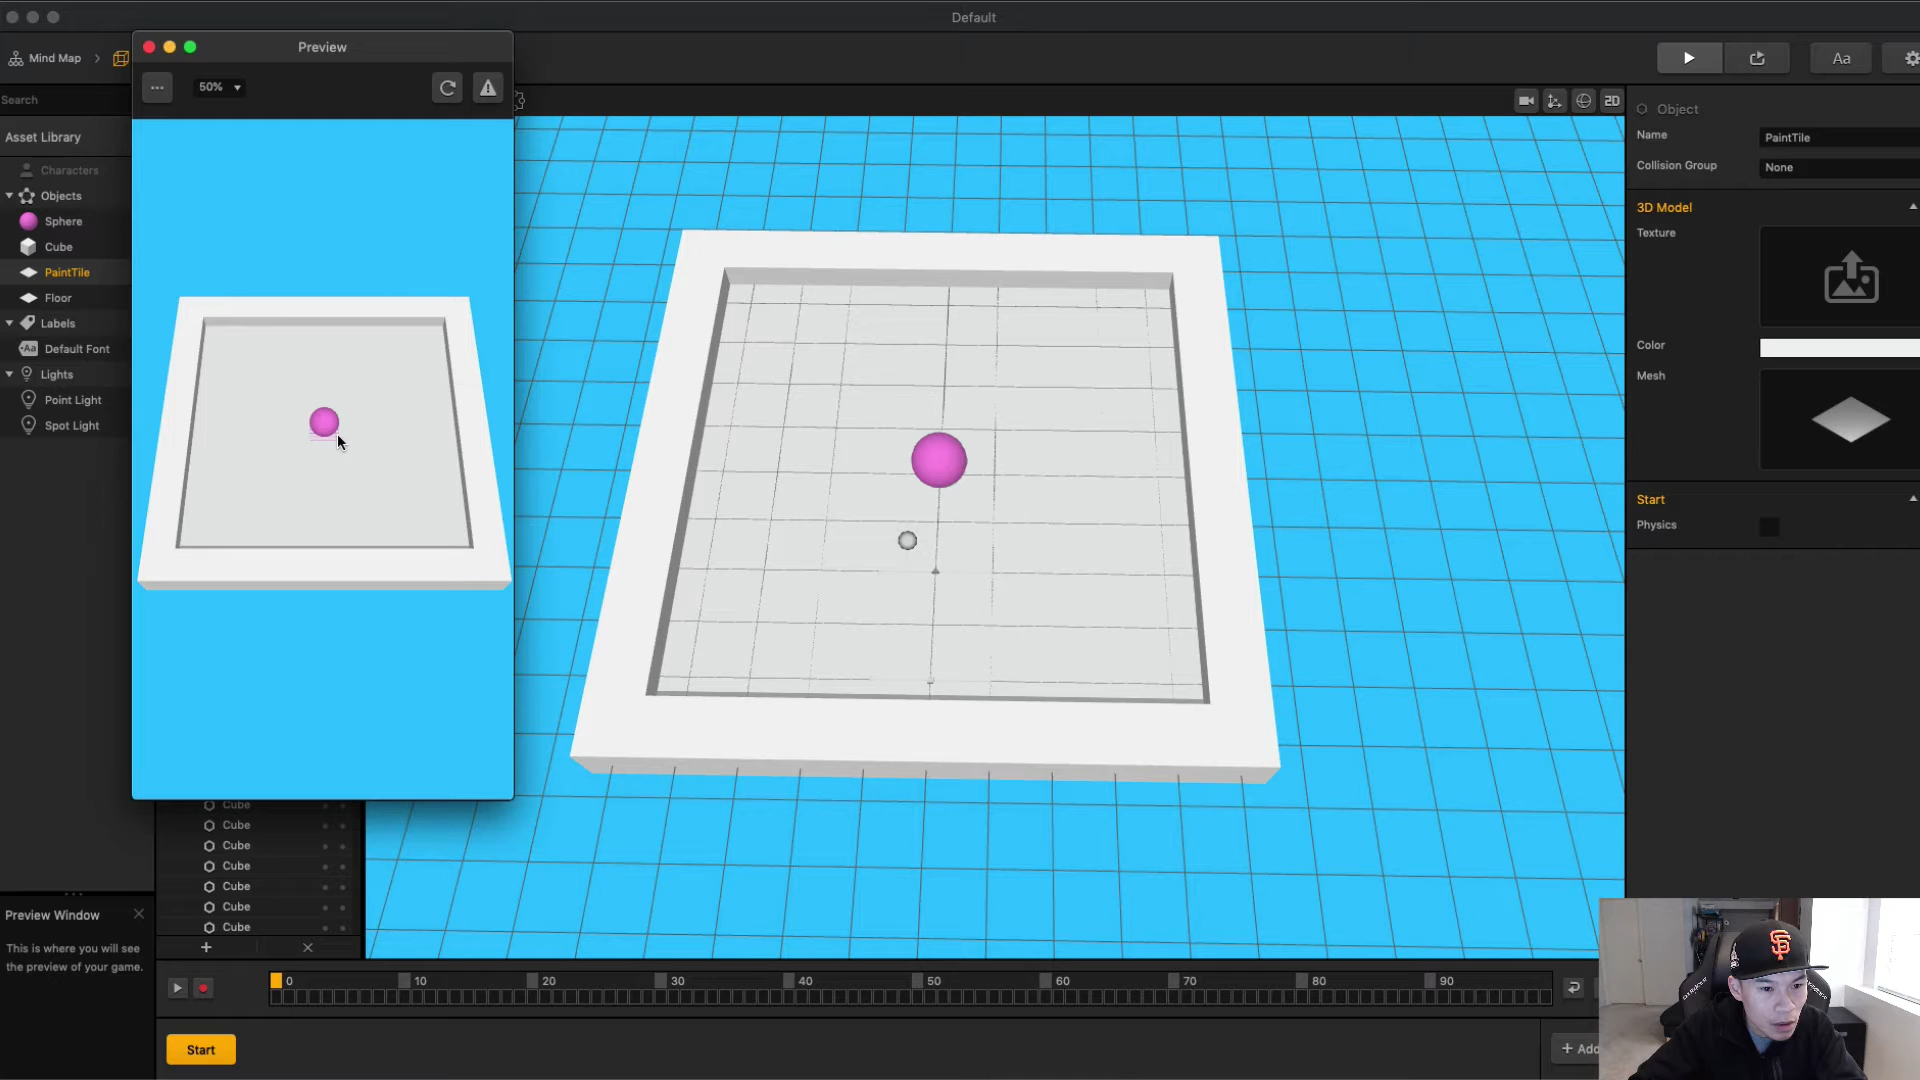 Default
Preview
Mind Map
50%
Aa
Search
2D
Object
Name
PaintTile
Collision Group
None
Asset Library
Characters
Objects
Sphere
Cube
PaintTile
Floor
Labels
Aa
Default Font
Lights
Point Light
Spot Light
3D Model
Texture
Color
Mesh
Start
Physics
Cube
Cube
Cube
Cube
Cube
Cube
Cube
Preview Window
This is where you will see
the preview of your game.
0
10
20
30
40
50
60
70
80
90
Start
+ Add
SF